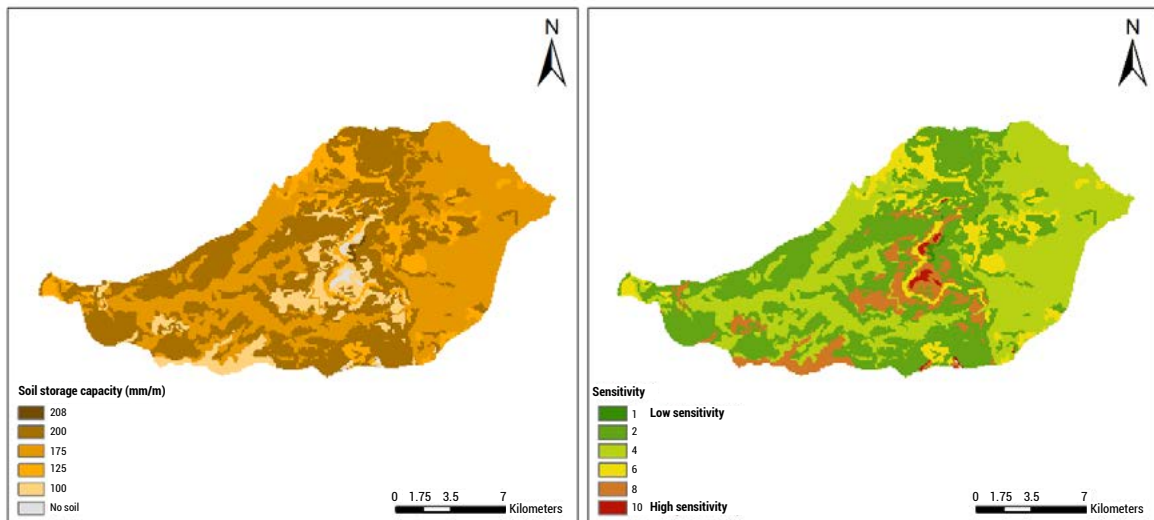 N
Soil storage capacity (mm/m)
208
200
175
125
100
No soil
0 1.75 3.5 7
Kilometers
N
Sensitivity
1 Low sensitivity
2
4
6
8
10 High sensitivity
0 1.75 3.5 7
Kilometers